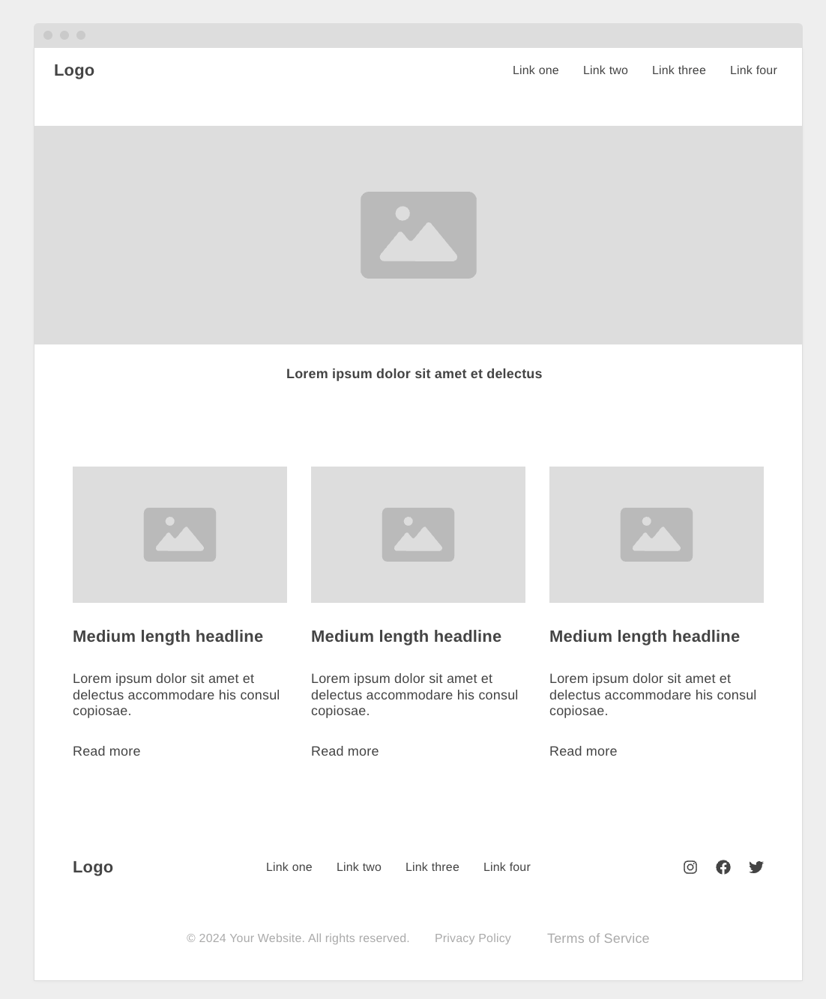 Logo
Link one
Link two
Link three
Link four
Lorem ipsum dolor sit amet et delectus
Medium length headline
Lorem ipsum dolor sit amet et
delectus accommodare his consul
copiosae.
Read more
Medium length headline
Lorem ipsum dolor sit amet et
delectus accommodare his consul
copiosae.
Read more
Medium length headline
Lorem ipsum dolor sit amet et
delectus accommodare his consul
copiosae.
Read more
Logo
Link one
Link two
Link three
Link four
© 2024 Your Website. All rights reserved.
Privacy Policy
Terms of Service